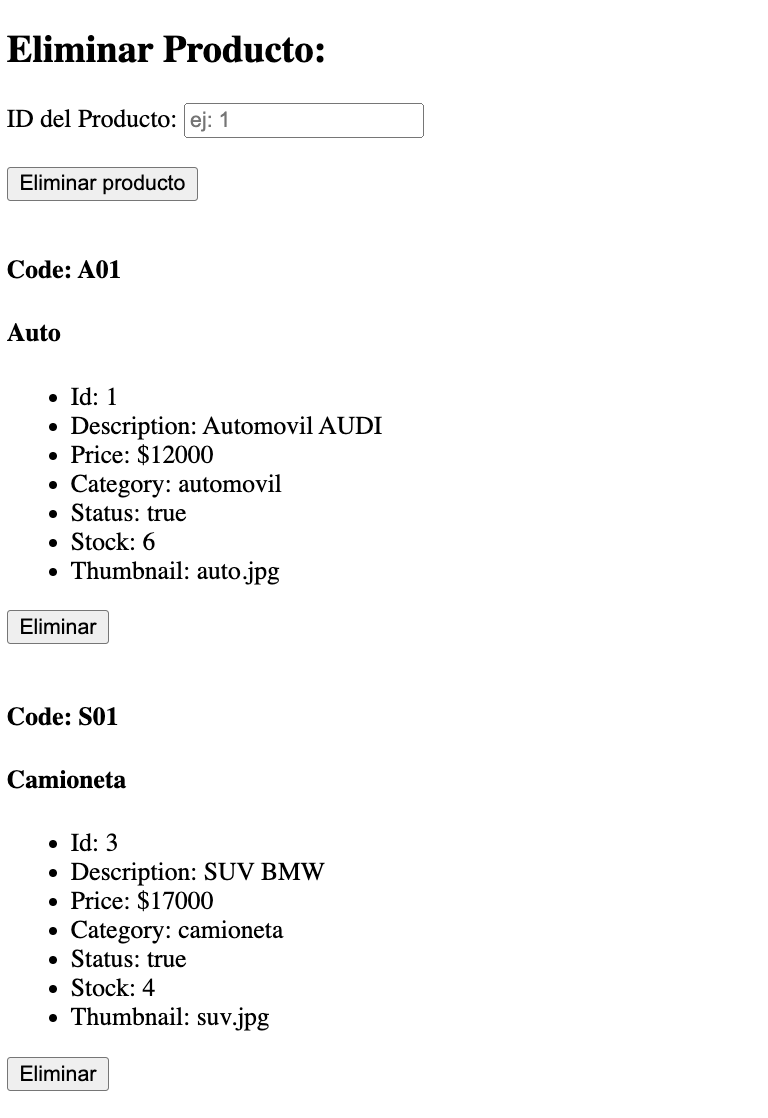 Eliminar Producto:
ID del Producto: ej: 1
Eliminar producto
Code: A01
Auto
• Id: 1
• Description: Automovil AUDI
• Price: $12000
• Category: automovil
• Status: true
• Stock: 6
• Thumbnail: auto.jpg
Eliminar
Code: S01
Camioneta
• Id: 3
• Description: SUV BMW
• Price: $17000
• Category: camioneta
• Status: true
• Stock: 4
• Thumbnail: suv.jpg
Eliminar